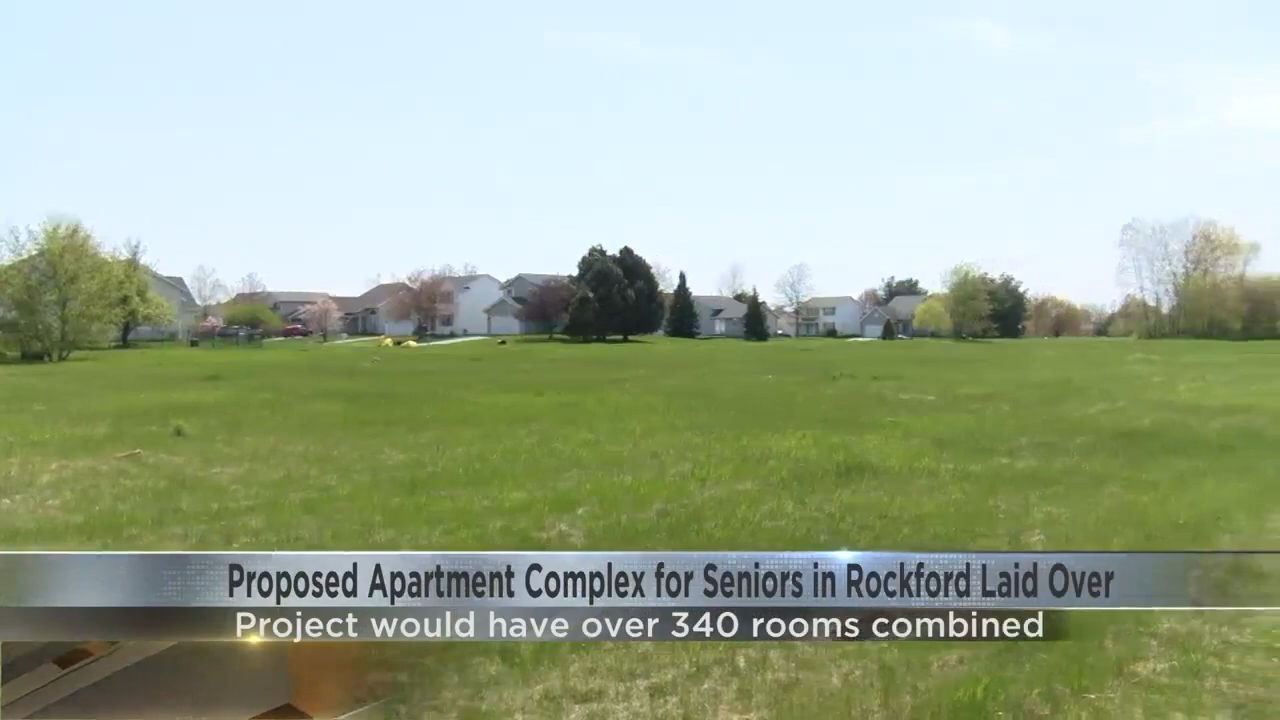 Proposed Apartment Complex for Seniors in Rockford Laid Over
Project would have over 340 rooms combined